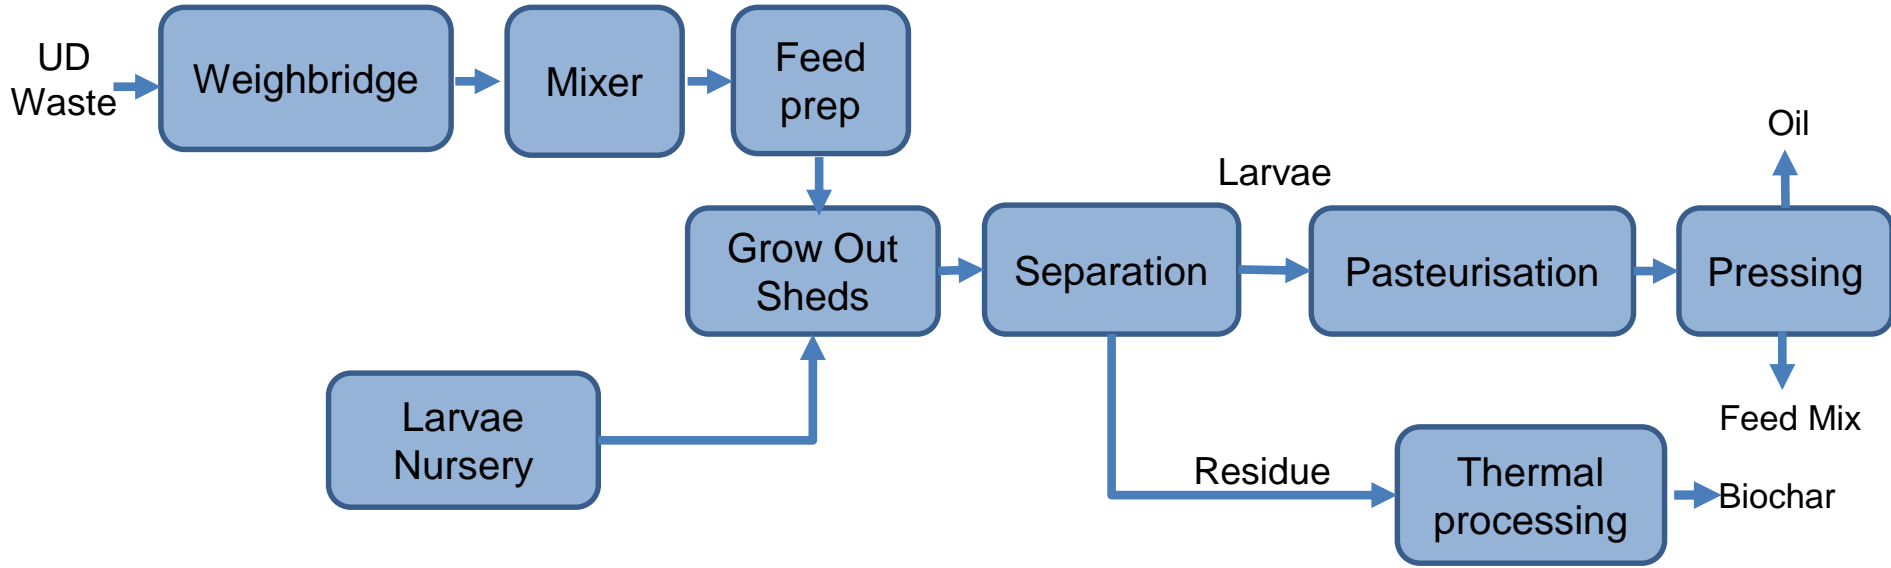 UD
Waste
Weighbridge
Mixer
Feed
prep
Oil
Larvae
Grow Out
Sheds
Separation
Pasteurisation
Pressing
Larvae
Nursery
Feed Mix
Residue
Thermal
processing
Biochar